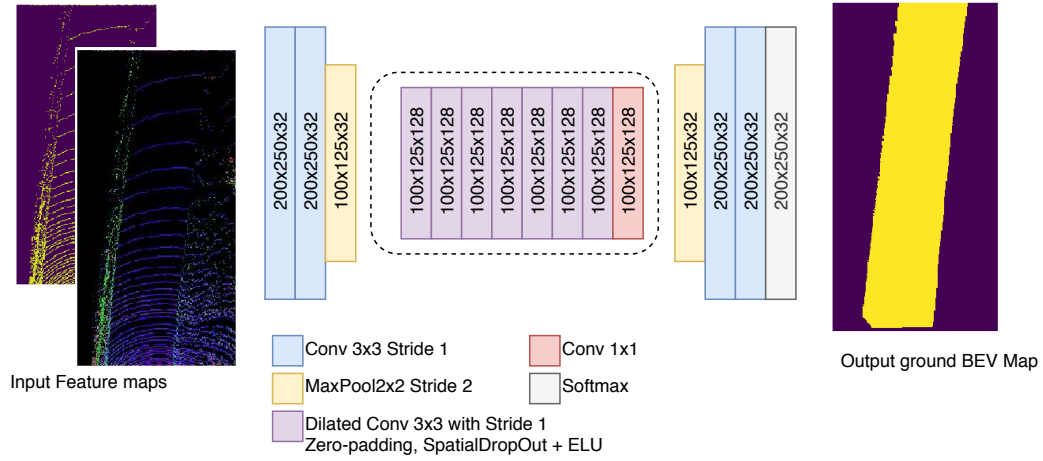 200x250x32
200x250x32
100x125x32
100x125x128
100x125x128
100x125x128
100x125x128
100x125x128
100x125x128
100x125x128
100x125x128
100x125x32
200x250x32
200x250x32
200x250x32
Input Feature maps
Conv 3x3 Stride 1
Conv 1x1
MaxPool2x2 Stride 2
Softmax
Dilated Conv 3x3 with Stride 1
Zero-padding, SpatialDropOut + ELU
Output ground BEV Map